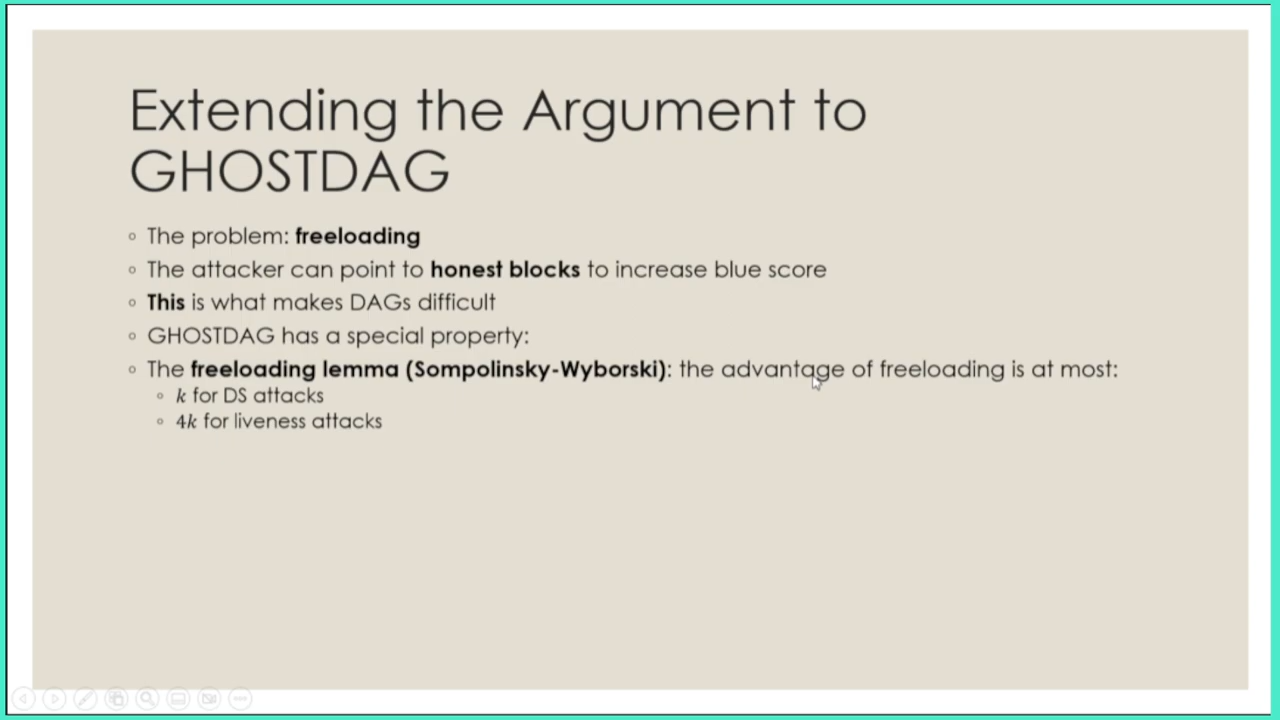 Extending the Argument to
GHOSTDAG
The problem: freeloading
The attacker can point to honest blocks to increase blue score
This is what makes DAGs difficult
GHOSTDAG has a special property:
The freeloading lemma (Sompolinsky-Wyborski): the advantage of freeloading is at most:
k for DS attacks
4k for liveness attacks